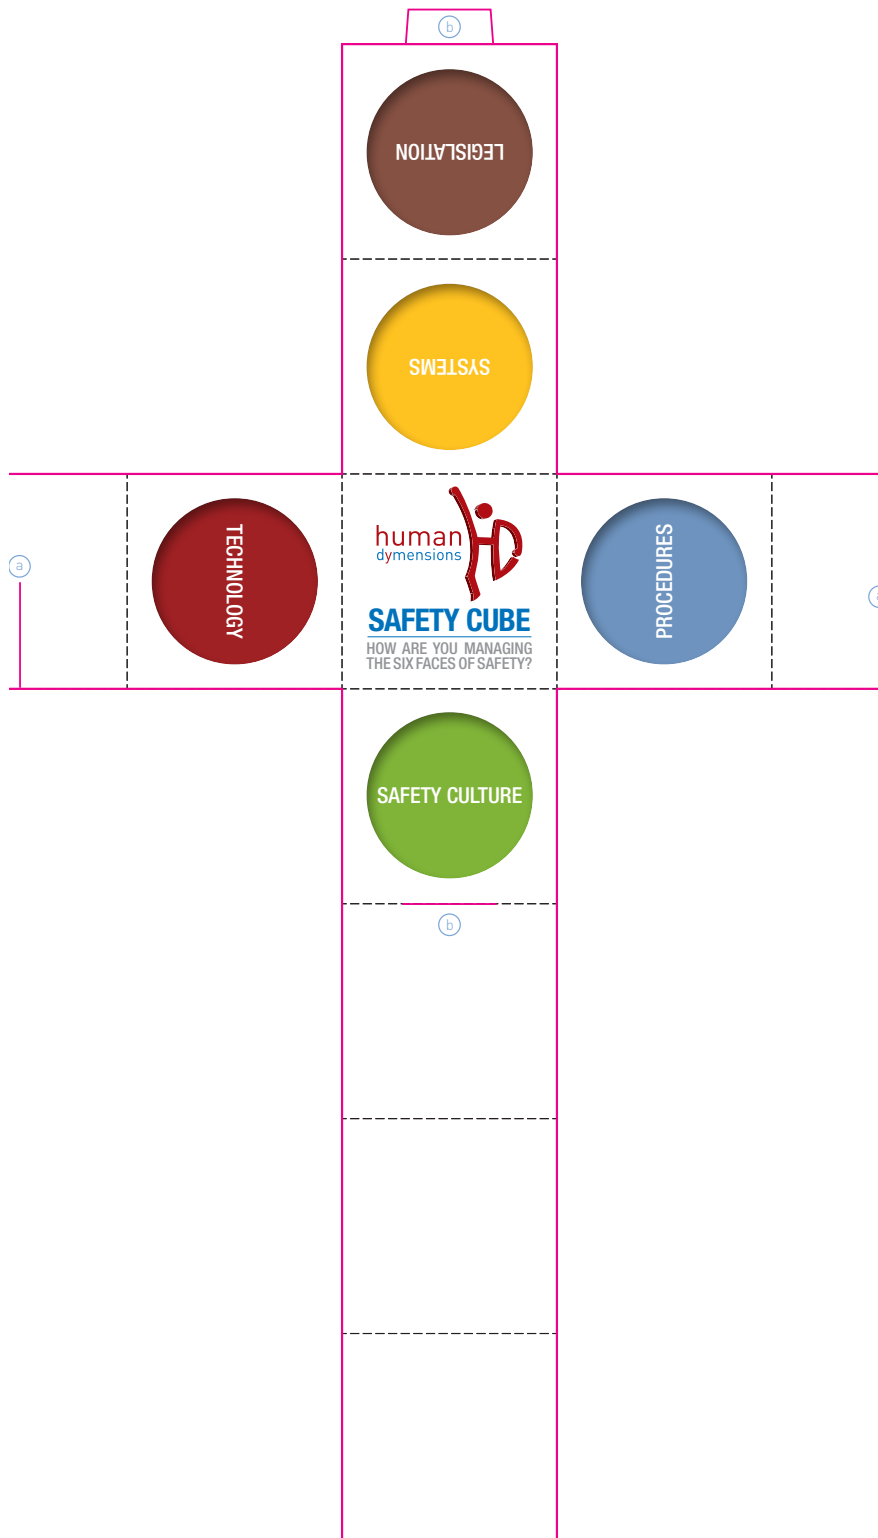 b
LEGISLATION
SYSTEMS
TECHNOLOGY
human
dymensions
SAFETY CUBE
HOW ARE YOU MANAGING
THE SIX FACES OF SAFETY?
PROCEDURES
a
SAFETY CULTURE
b